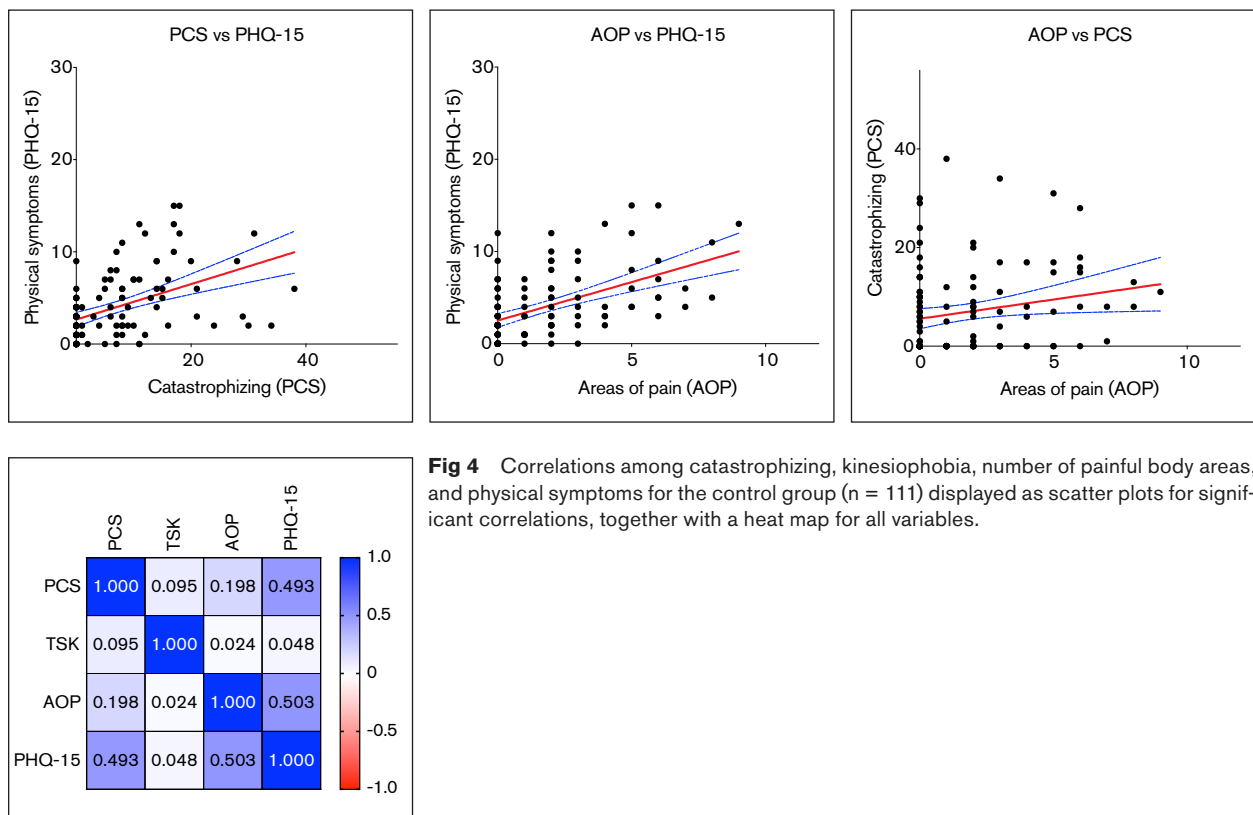 PCS vs PHQ-15
Physical symptoms (PHQ-15)
30
20
10
0
20
40
Catastrophizing (PCS)
AOP vs PHQ-15
Physical symptoms (PHQ-15)
30
20
10
0
0
5
10
Areas of pain (AOP)
AOP vs PCS
Catastrophizing (PCS)
40
20
0
0
5
10
Areas of pain (AOP)
Fig 4 Correlations among catastrophizing, kinesiophobia, number of painful body areas,
and physical symptoms for the control group (n = 111) displayed as scatter plots for signif-
icant correlations, together with a heat map for all variables.
PCS TSK AOP PHQ-15
PCS 1.000 0.095 0.198 0.493
TSK 0.095 1.000 0.024 0.048
AOP 0.198 0.024 1.000 0.503
PHQ-15 0.493 0.048 0.503 1.000
1.0
0.5
0
-0.5
-1.0